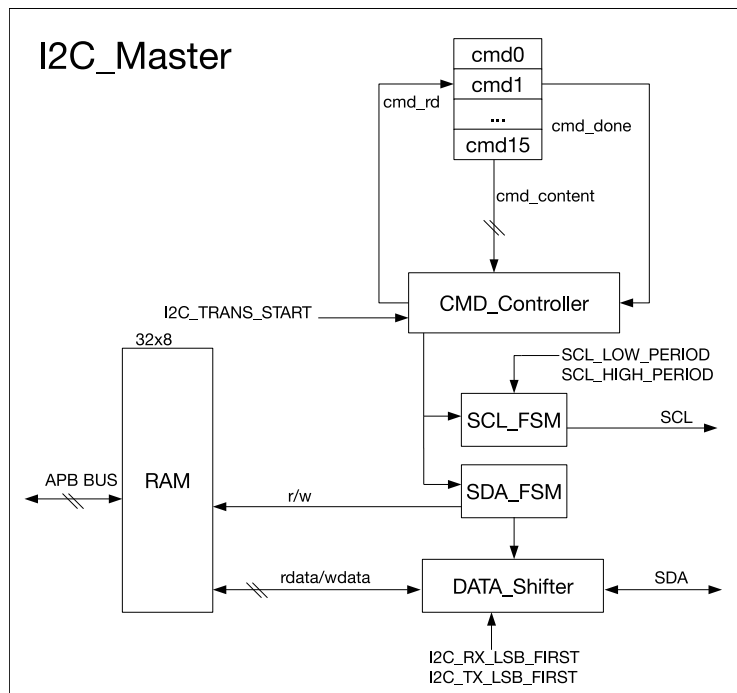 I2C_Master
cmd0
cmd1
...
cmd15
cmd_rd
cmd_done
cmd_content
CMD_Controller
I2C_TRANS_START
32x8
SCL_LOW_PERIOD
SCL_HIGH_PERIOD
SCL_FSM
SCL
APB BUS
RAM
SDA_FSM
r/w
rdata/wdata
DATA_Shifter
SDA
I2C_RX_LSB_FIRST
I2C_TX_LSB_FIRST